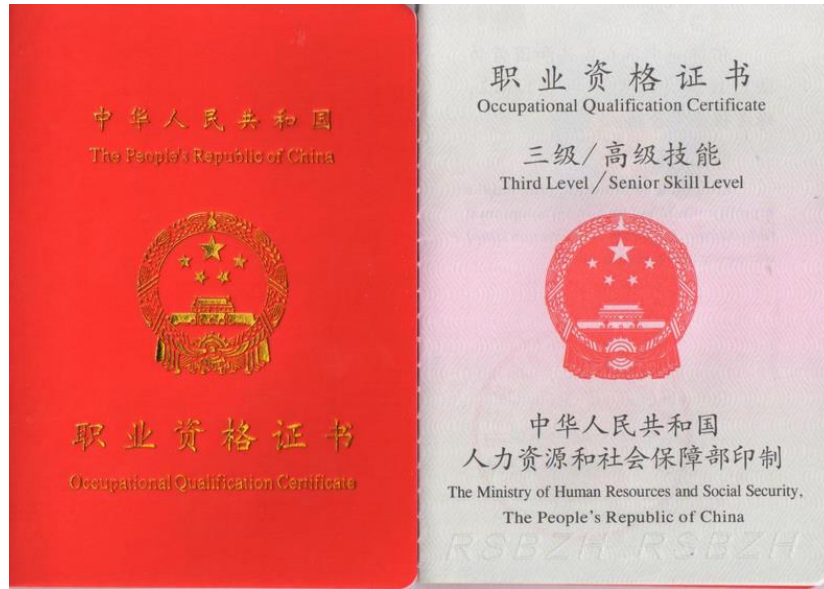 中华人民共和国
The People's Republic of China
职业资格证书
Occupational Qualification Certificate
职业资格证书
Occupational Qualification Certificate
三级/高级技能
Third Level/Senior Skill Level
中华人民共和国
人力资源和社会保障部印制
The Ministry of Human Resources and Social Security,
The People's Republic of China
RSBZH RSBZH